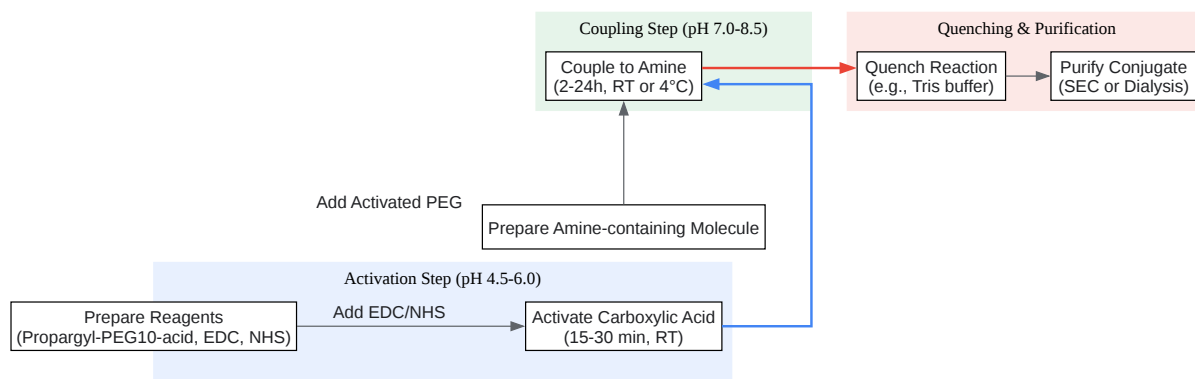 Coupling Step (pH 7.0-8.5)
Couple to Amine
(2-24h, RT or 4°C)
Quenching & Purification
Quench Reaction
(e.g., Tris buffer)
Purify Conjugate
(SEC or Dialysis)
Add Activated PEG
Prepare Amine-containing Molecule
Activation Step (pH 4.5-6.0)
Prepare Reagents
(Propargyl-PEG10-acid, EDC, NHS)
Add EDC/NHS
Activate Carboxylic Acid
(15-30 min, RT)